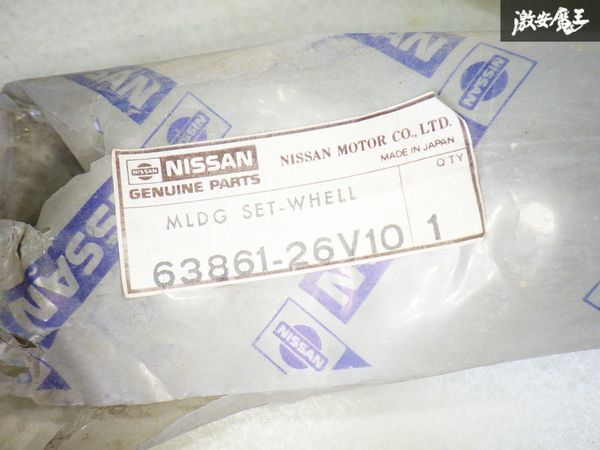 激安魔王
NISSAN
NISSAN
GENUINE PARTS
NISSAN MOTOR CO., LTD.
MADE IN JAPAN
MLDG SET-WHELL
Q'TY
63861-26V10
1
NISSAN
NISSAN